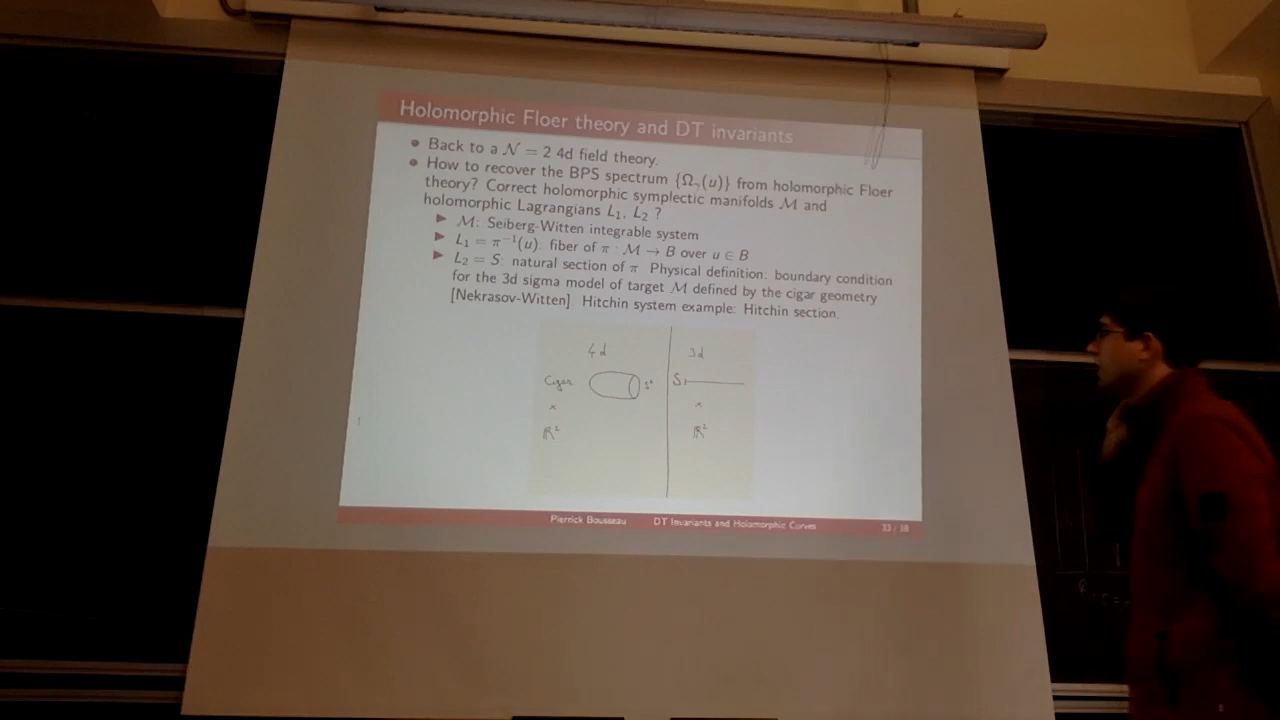 Holomorphic Floer theory and DT invariants
Back to a 𝒩 = 2 4d field theory.
How to recover the BPS spectrum {Ω_γ(u)} from holomorphic Floer
theory? Correct holomorphic symplectic manifolds ℳ and
holomorphic Lagrangians L₁, L₂ ?
ℳ: Seiberg-Witten integrable system
L₁ = π⁻¹(u): fiber of π : ℳ → B over u ∈ B
L₂ = S: natural section of π. Physical definition: boundary condition
for the 3d sigma model of target ℳ defined by the cigar geometry
[Nekrasov-Witten]. Hitchin system example: Hitchin section.
4d 3d
Cigar S¹ S
× ×
ℝ² ℝ²
Pierrick Bousseau DT Invariants and Holomorphic Curves 33 / 38